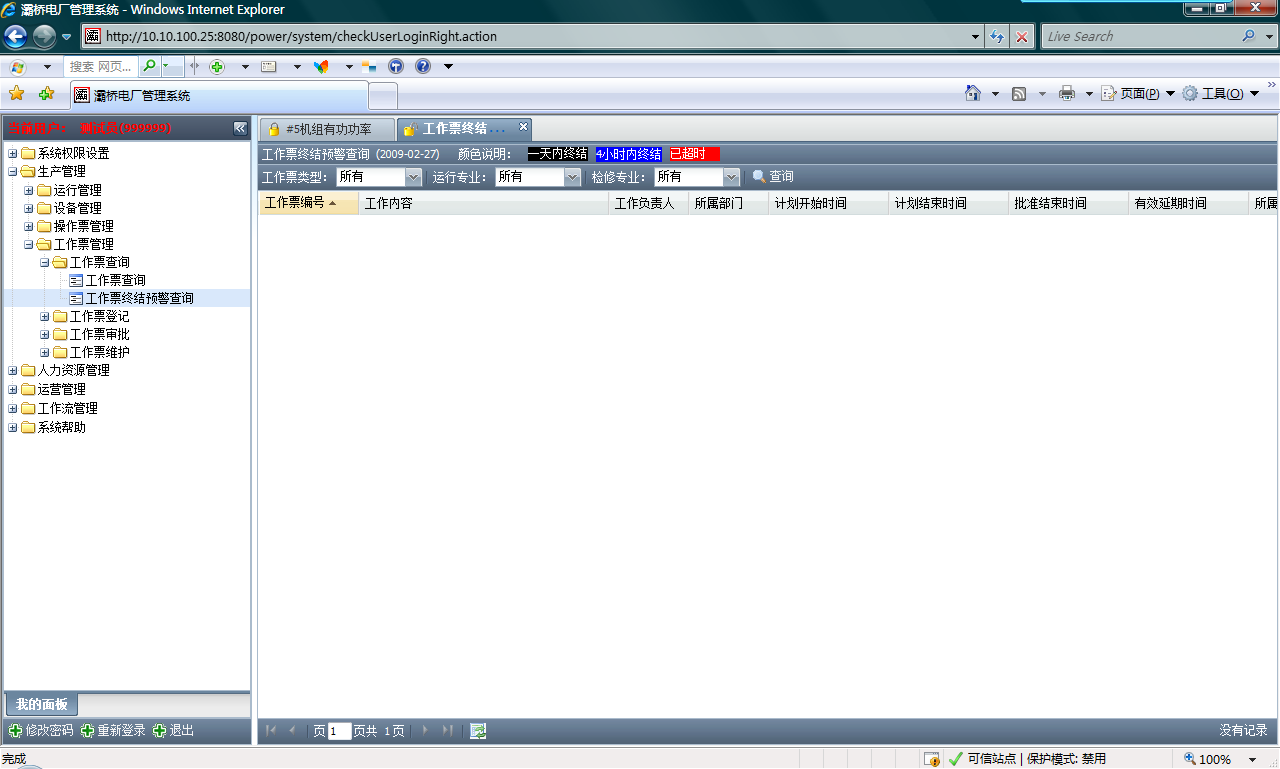 灞桥电厂管理系统 - Windows Internet Explorer
http://10.10.100.25:8080/power/system/checkUserLoginRight.action
Live Search
搜索 网页...
灞桥电厂管理系统
页面(P)
工具(O)
当前用户： 测试员(999999)
#5机组有功功率
工作票终结...
工作票终结预警查询 (2009-02-27) 颜色说明： 一天内终结 4小时内终结 已超时
工作票类型： 所有 运行专业： 所有 检修专业： 所有 查询
工作票编号 工作内容 工作负责人 所属部门 计划开始时间 计划结束时间 批准结束时间 有效延期时间 所属
系统权限设置
生产管理
运行管理
设备管理
操作票管理
工作票管理
工作票查询
工作票查询
工作票终结预警查询
工作票登记
工作票审批
工作票维护
人力资源管理
运营管理
工作流管理
系统帮助
我的面板
修改密码 重新登录 退出
页 1 页共 1 页
没有记录
完成
可信站点 | 保护模式: 禁用
100%